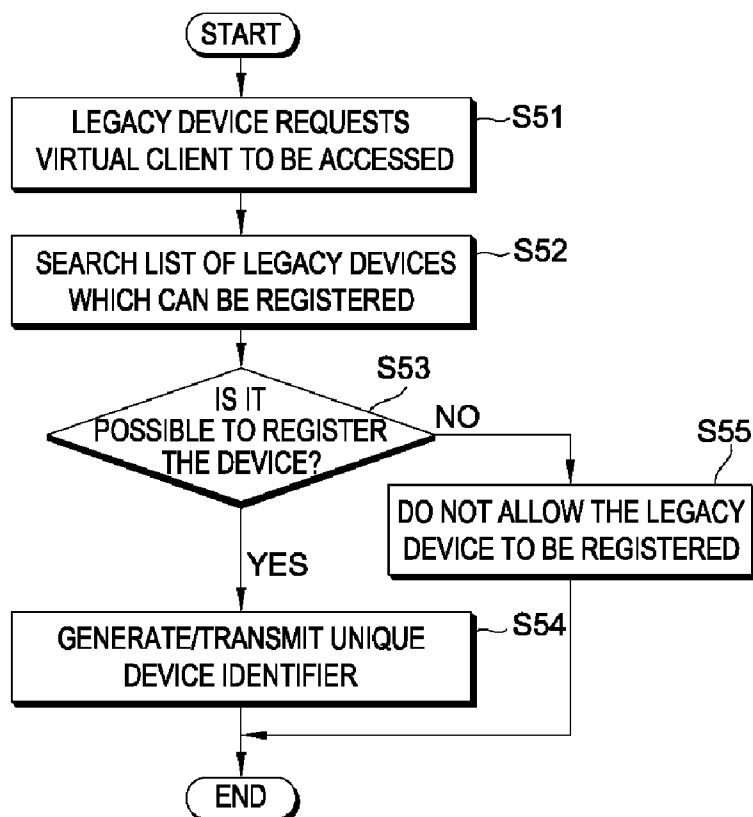 START
LEGACY DEVICE REQUESTS
VIRTUAL CLIENT TO BE ACCESSED
S51
SEARCH LIST OF LEGACY DEVICES
WHICH CAN BE REGISTERED
S52
IS IT
POSSIBLE TO REGISTER
THE DEVICE?
S53
NO
S55
DO NOT ALLOW THE LEGACY
DEVICE TO BE REGISTERED
YES
GENERATE/TRANSMIT UNIQUE
DEVICE IDENTIFIER
S54
END